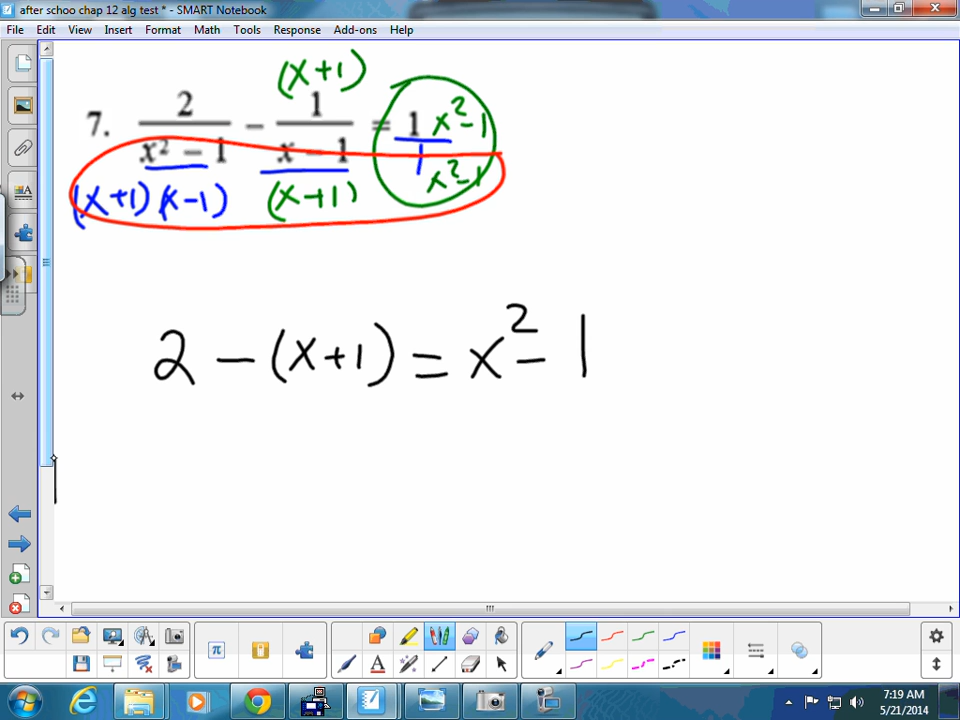 after schoo chap 12 alg test * - SMART Notebook
File Edit View Insert Format Math Tools Response Add-ons Help
(x+1)
7. 2/(x² − 1) − 1/(x − 1) = 1/1
x²-1
x²-1
(x+1)(x-1) (x+1)
2 - (x+1) = x² - 1
7:19 AM
5/21/2014